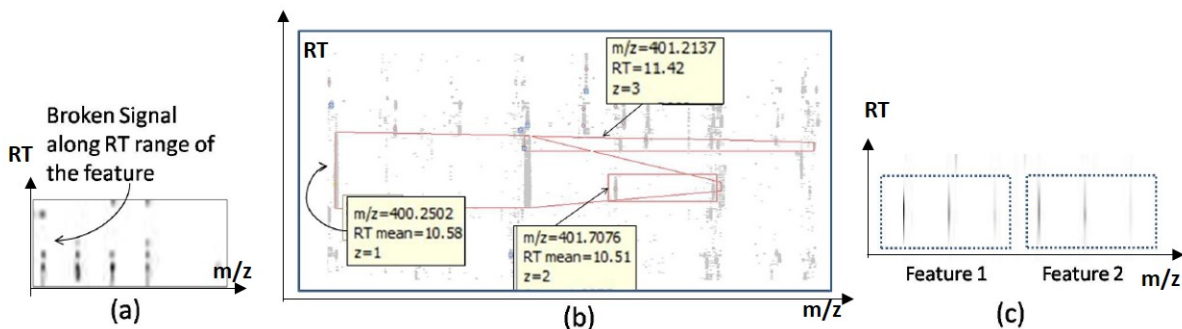 Broken Signal
along RT range of
the feature
RT
m/z
(a)
RT
m/z=401.2137
RT=11.42
z=3
m/z=400.2502
RT mean=10.58
z=1
m/z=401.7076
RT mean=10.51
z=2
m/z
(b)
RT
Feature 1
Feature 2
m/z
(c)